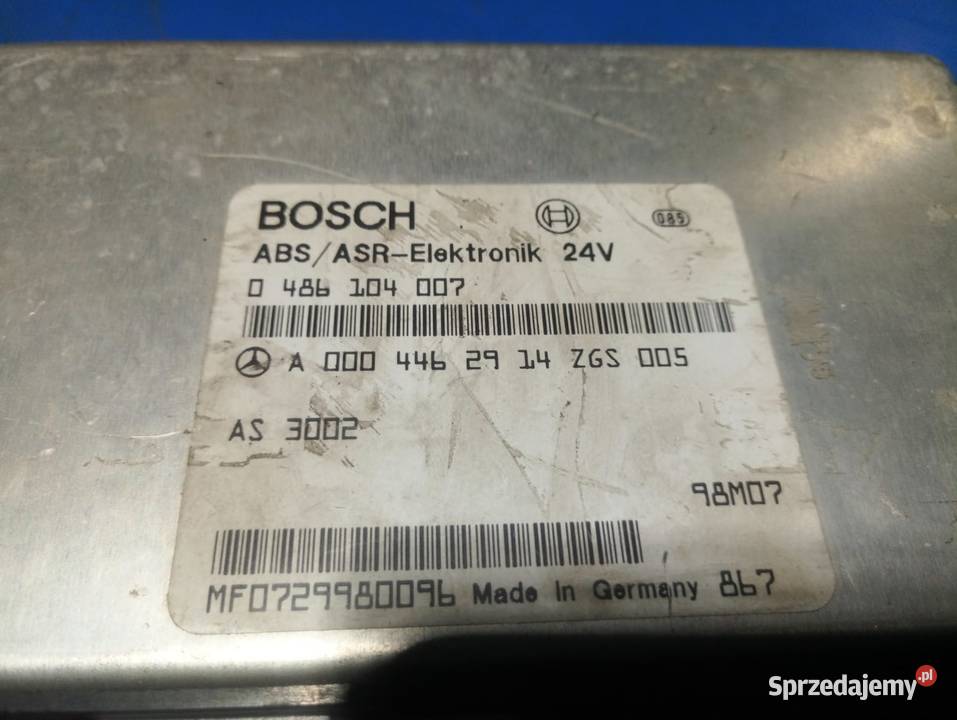 BOSCH
085
ABS/ASR-Elektronik 24V
0 486 104 007
A 000 446 29 14 ZGS 005
AS 3002
98M07
MF0729980096 Made in Germany 867
Sprzedajemy.pl